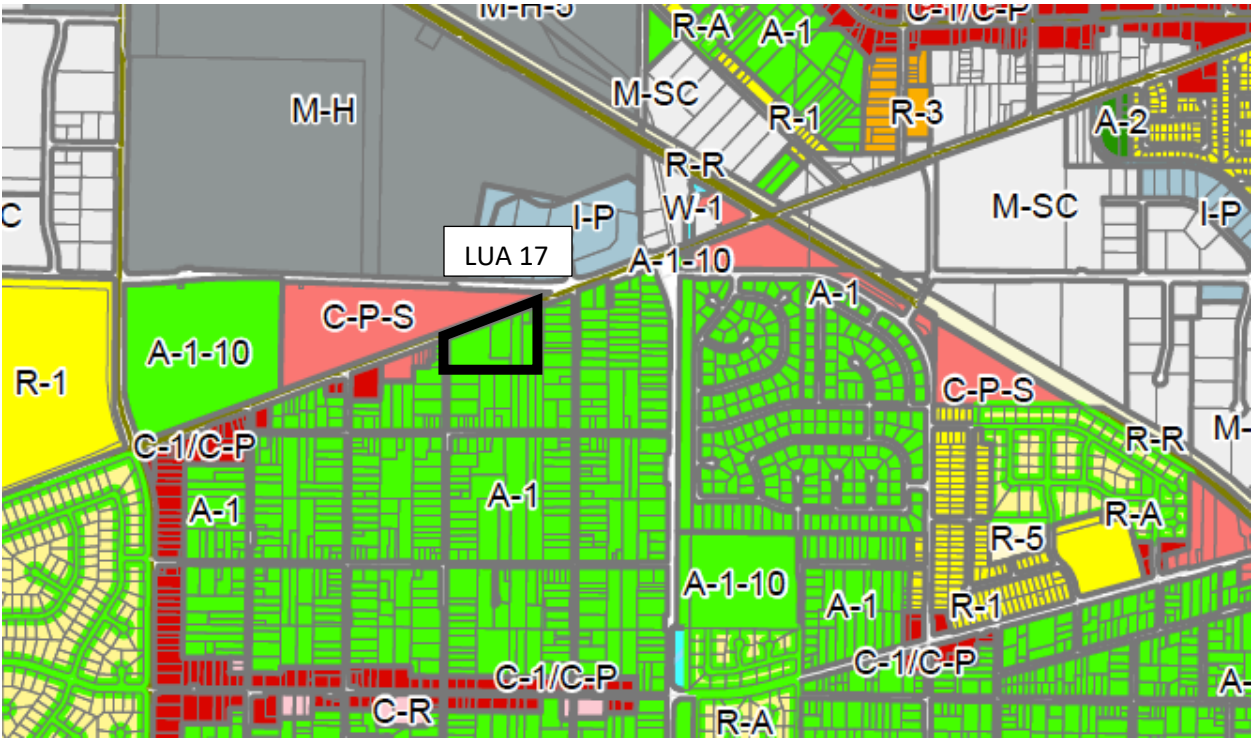 M-H-5
C-1/C-P
R-A
A-1
M-H
M-SC
R-1
R-3
A-2
R-R
C
I-P
W-1
M-SC
I-P
LUA 17
A-1-10
A-1
C-P-S
A-1-10
R-1
C-P-S
C-1/C-P
R-R
M-
A-1
A-1
R-A
R-5
A-1-10
A-1
R-1
C-1/C-P
C-1/C-P
A-
C-R
R-A